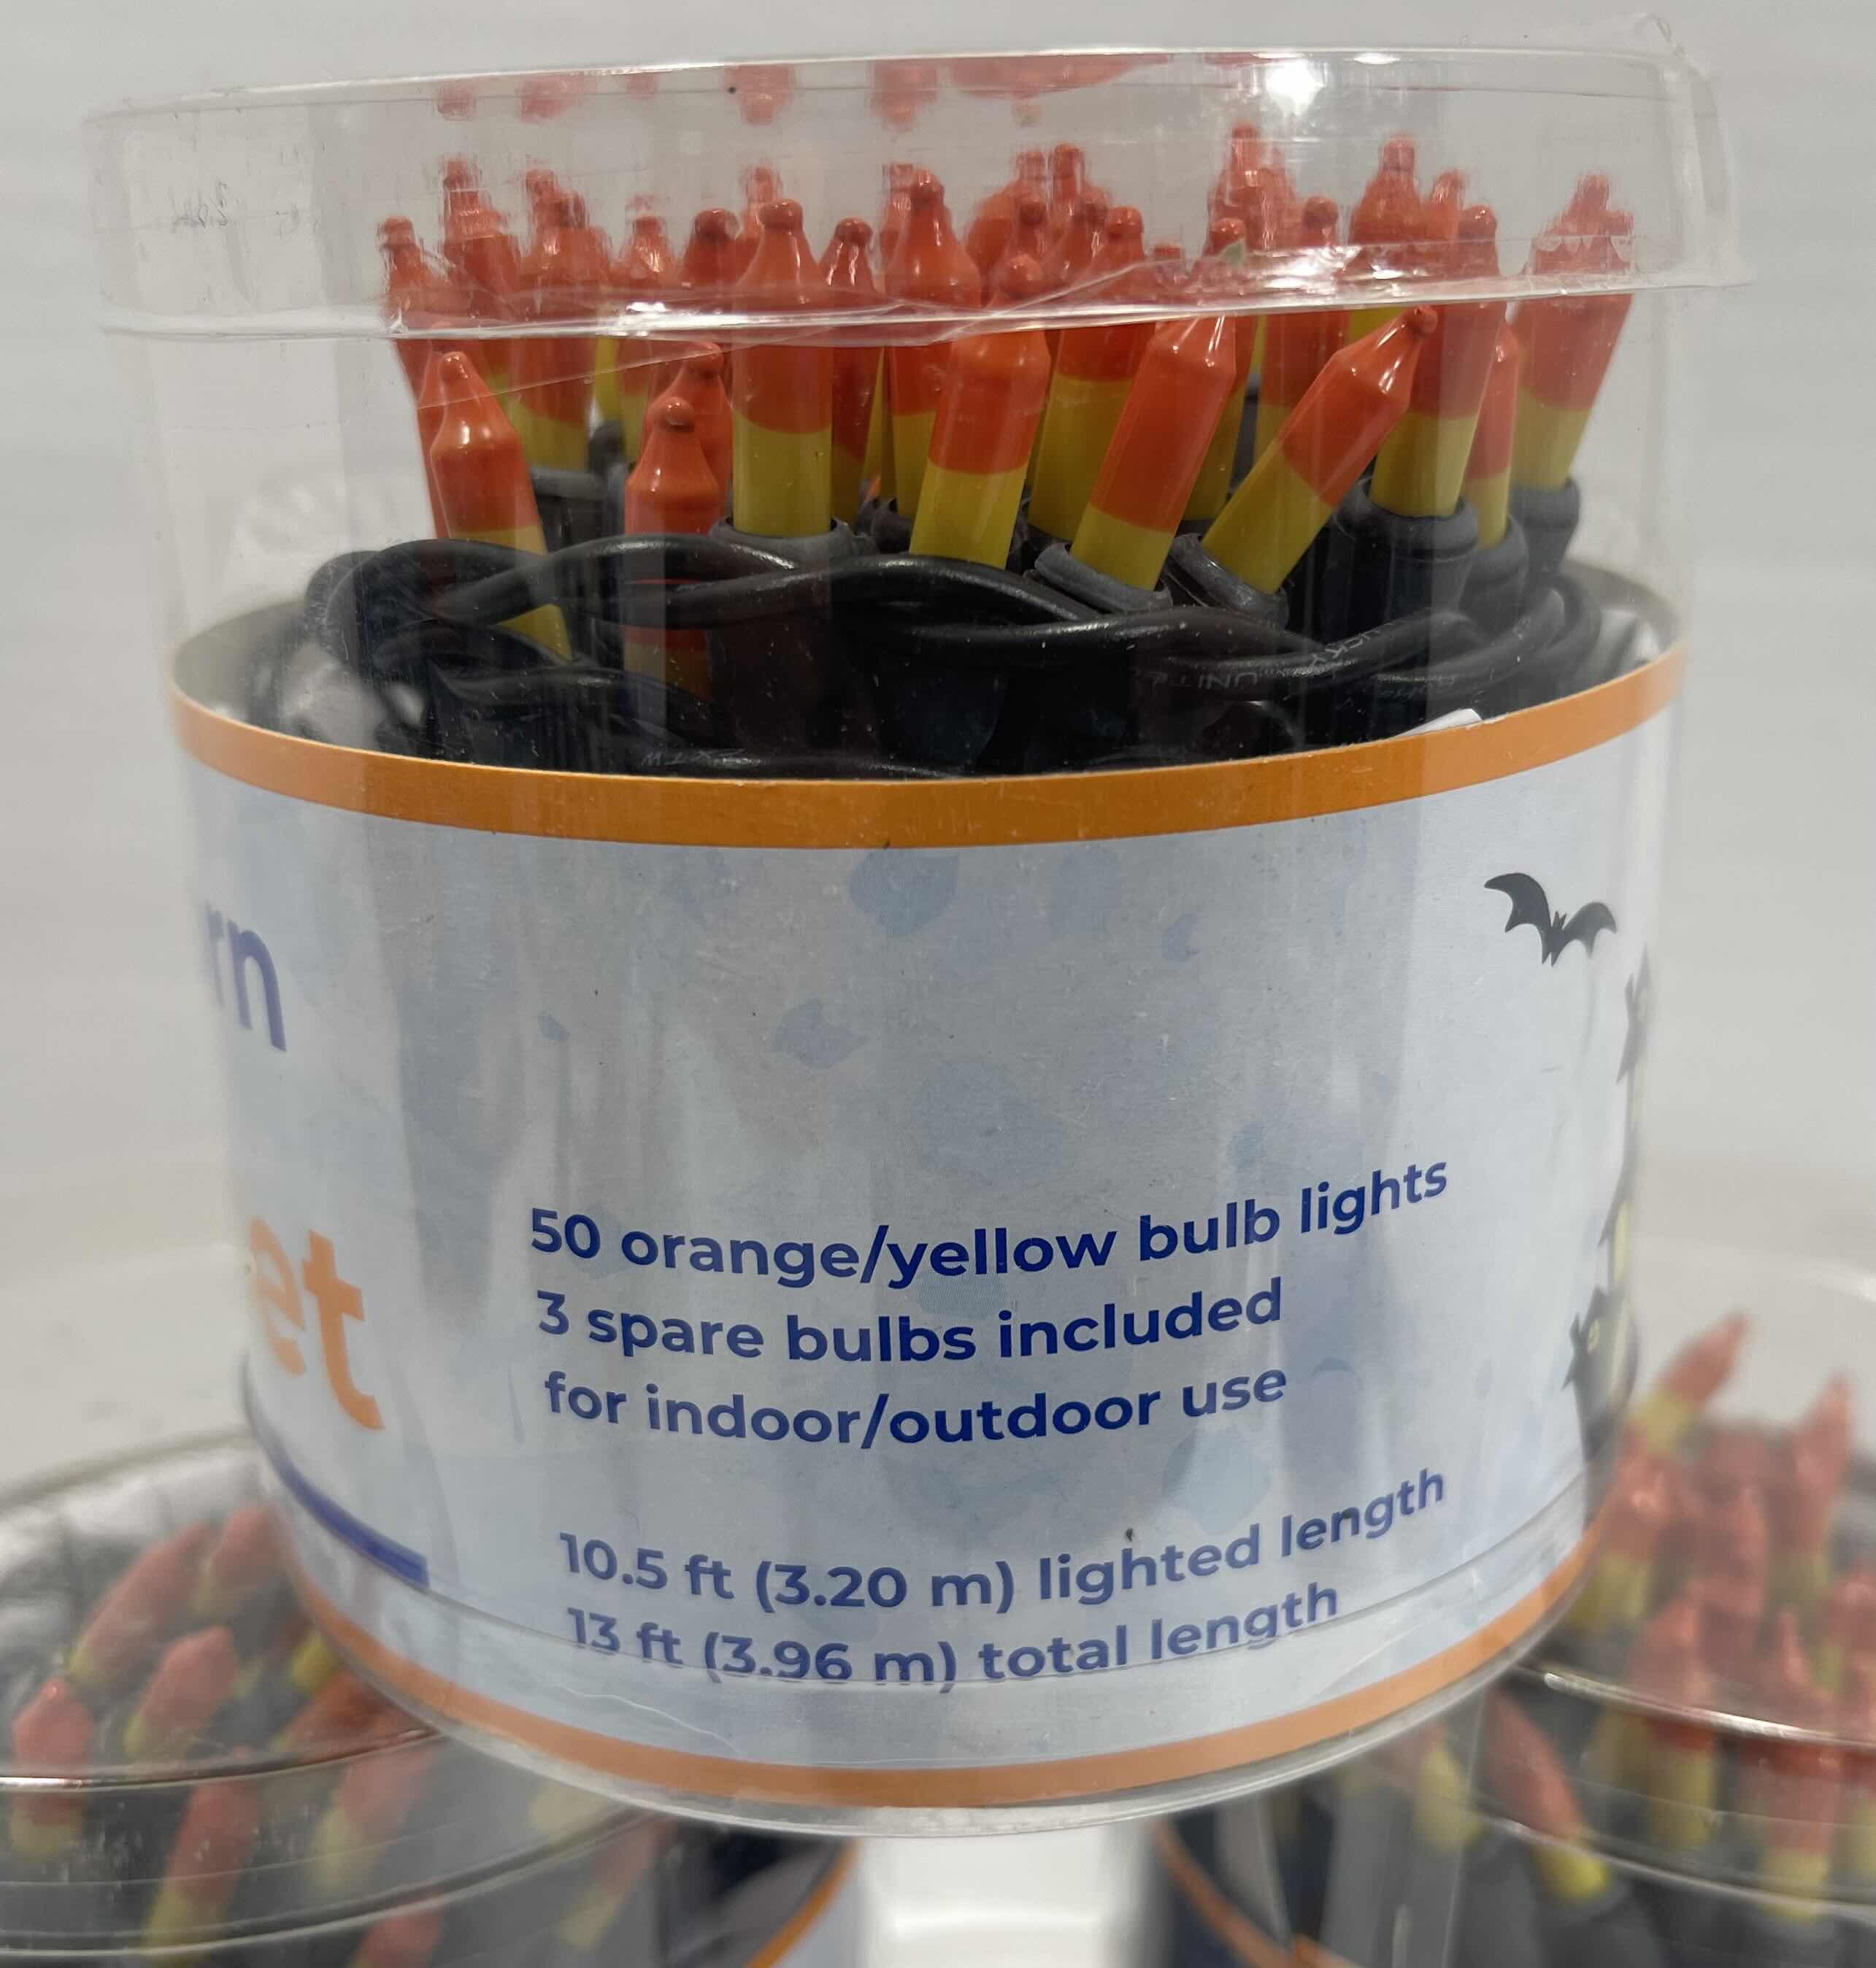 rn
et
50 orange/yellow bulb lights
3 spare bulbs included
for indoor/outdoor use
10.5 ft (3.20 m) lighted length
13 ft (3.96 m) total length